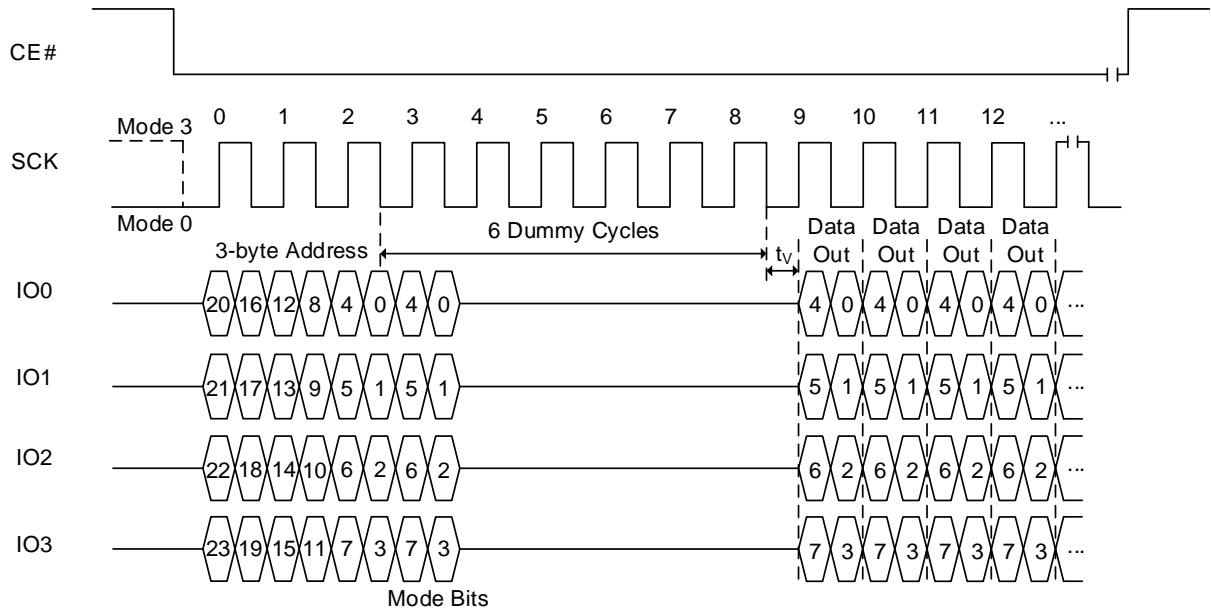 CE#
0 1 2 3 4 5 6 7 8 9 10 11 12 ...
Mode 3
SCK
Mode 0
6 Dummy Cycles
Data Data Data Data
3-byte Address
tV
Out Out Out Out
IO0
20 16 12 8 4 0 4 0 4 0 4 0 4 0 4 0 ...
IO1
21 17 13 9 5 1 5 1 5 1 5 1 5 1 5 1 ...
IO2
22 18 14 10 6 2 6 2 6 2 6 2 6 2 6 2 ...
IO3
23 19 15 11 7 3 7 3 7 3 7 3 7 3 7 3 ...
Mode Bits